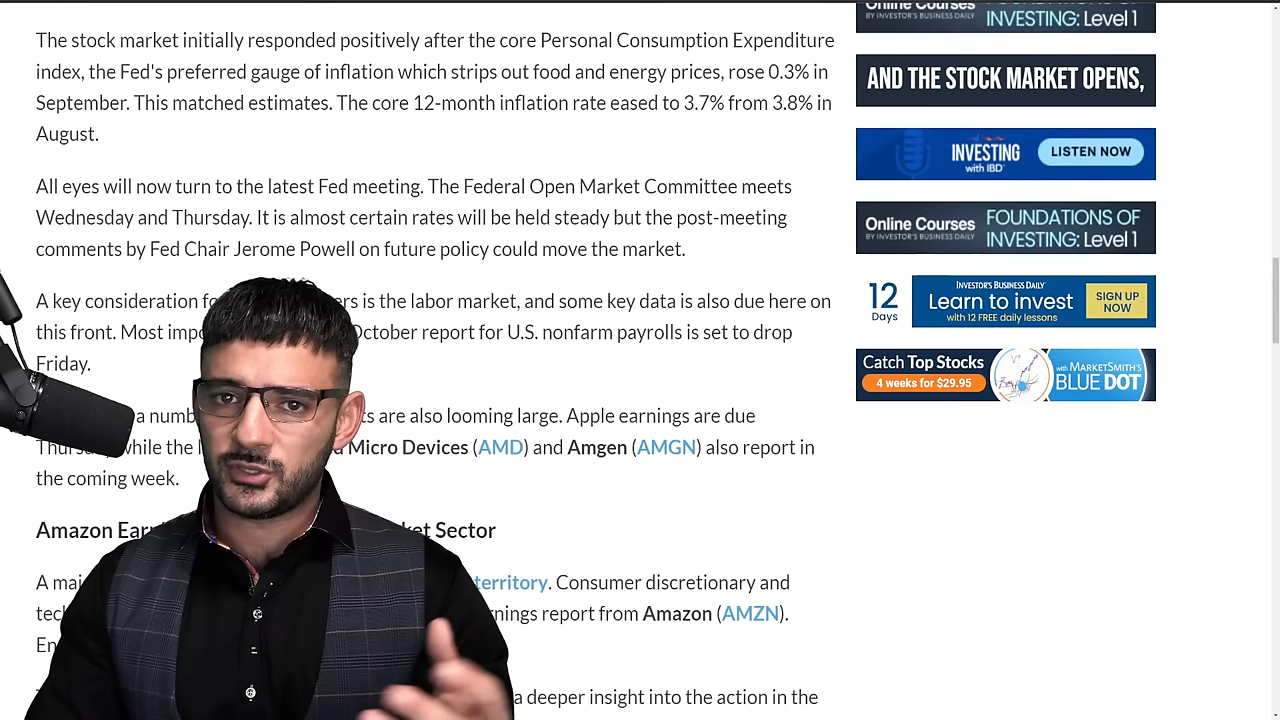 The stock market initially responded positively after the core Personal Consumption Expenditure
index, the Fed's preferred gauge of inflation which strips out food and energy prices, rose 0.3% in
September. This matched estimates. The core 12-month inflation rate eased to 3.7% from 3.8% in
August.
All eyes will now turn to the latest Fed meeting. The Federal Open Market Committee meets
Wednesday and Thursday. It is almost certain rates will be held steady but the post-meeting
comments by Fed Chair Jerome Powell on future policy could move the market.
A key consideration is the labor market, and some key data is also due here on
this front. Most October report for U.S. nonfarm payrolls is set to drop
Friday.
a are also looming large. Apple earnings are due
while the Micro Devices (AMD) and Amgen (AMGN) also report in
the coming week.
Amazon Sector
A territory. Consumer discretionary and
report from Amazon (AMZN).
a deeper insight into the action in the
Online Courses
BY INVESTOR'S BUSINESS DAILY
INVESTING: Level 1
AND THE STOCK MARKET OPENS,
INVESTING
with IBD
LISTEN NOW
Online Courses
BY INVESTOR'S BUSINESS DAILY
FOUNDATIONS OF
INVESTING: Level 1
12
Days
INVESTOR'S BUSINESS DAILY
Learn to invest
with 12 FREE daily lessons
SIGN UP
NOW
Catch Top Stocks
4 weeks for $29.95
with MARKETSMITH'S
BLUE DOT